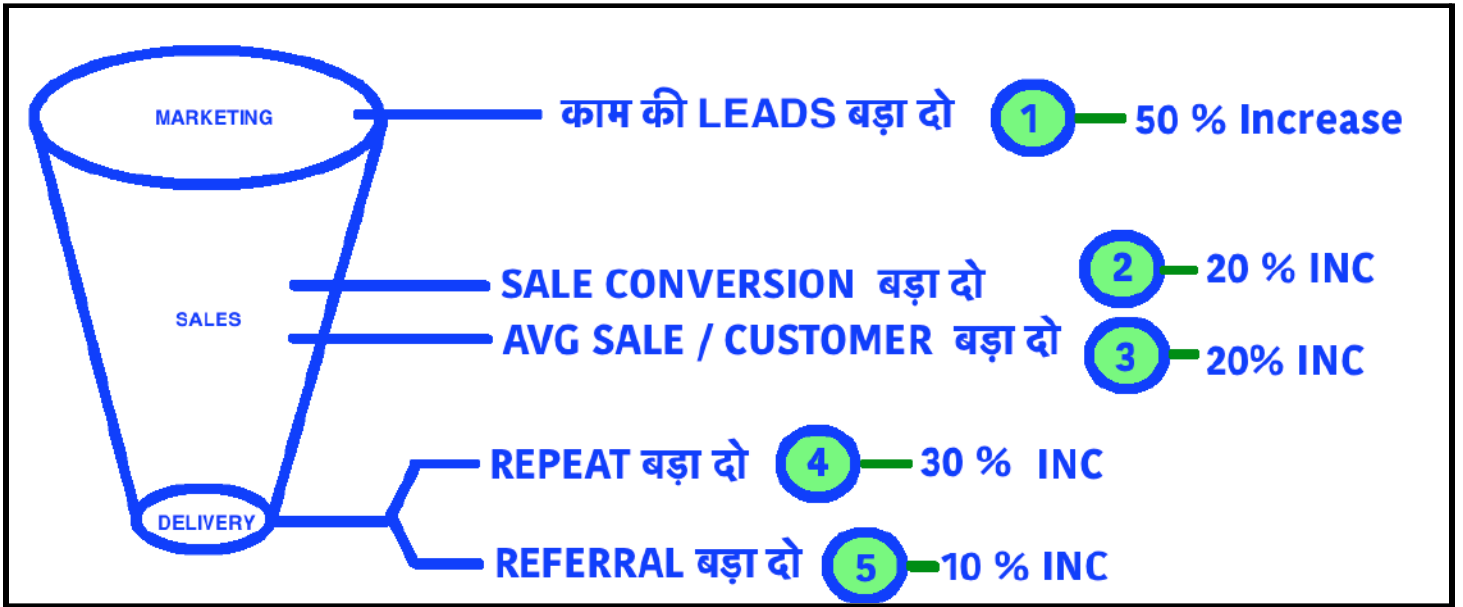 MARKETING
काम की LEADS बड़ा दो 1 50 % Increase
SALE CONVERSION बड़ा दो 2 20 % INC
SALES
AVG SALE / CUSTOMER बड़ा दो 3 20% INC
REPEAT बड़ा दो 4 30 % INC
DELIVERY
REFERRAL बड़ा दो 5 10 % INC